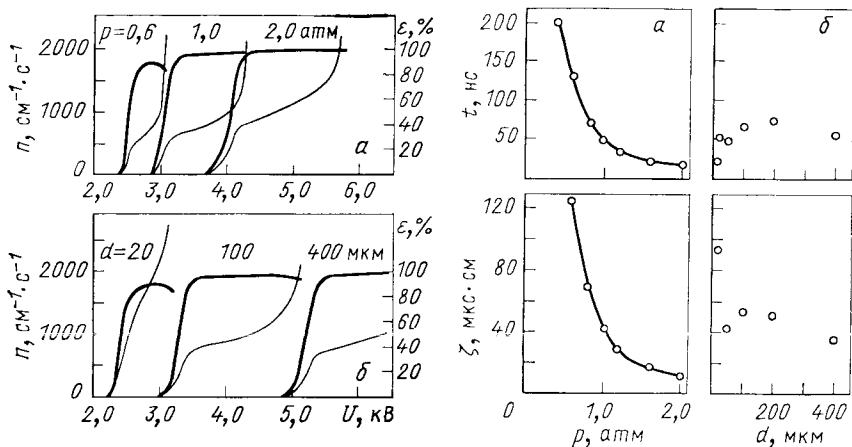 n, см⁻¹·с⁻¹
2000
1000
0
p=0,6
1,0
2,0 атм
ε,%
100
80
60
40
20
а
2,0
3,0
4,0
5,0
6,0
n, см⁻¹·с⁻¹
2000
1000
0
d=20
100
400 мкм
ε,%
100
80
60
40
20
б
2,0
3,0
4,0
5,0
U, кВ
t, нс
200
150
100
50
а
б
ζ, мкс·см
120
80
40
0
1,0
2,0
p, атм
200
400
d, мкм